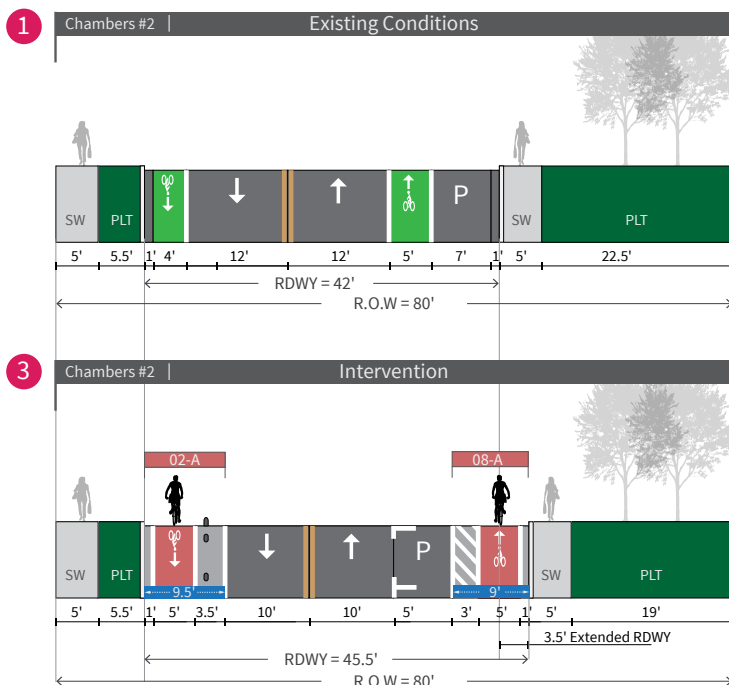 1
Chambers #2 | Existing Conditions
SW PLT P SW PLT
5' 5.5' 1' 4' 12' 12' 5' 7' 1' 5' 22.5'
RDWY = 42'
R.O.W = 80'
3
Chambers #2 | Intervention
02-A 08-A
SW PLT P SW PLT
9.5' 9'
5' 5.5' 1' 5' 3.5' 10' 10' 5' 3' 5' 1' 5' 19'
3.5' Extended RDWY
RDWY = 45.5'
R.O.W = 80'